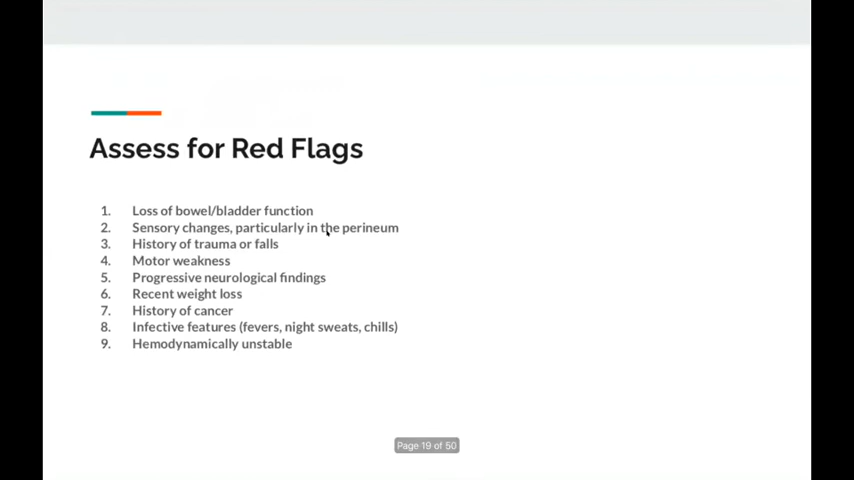 Assess for Red Flags
1. Loss of bowel/bladder function
2. Sensory changes, particularly in the perineum
3. History of trauma or falls
4. Motor weakness
5. Progressive neurological findings
6. Recent weight loss
7. History of cancer
8. Infective features (fevers, night sweats, chills)
9. Hemodynamically unstable
Page 19 of 50